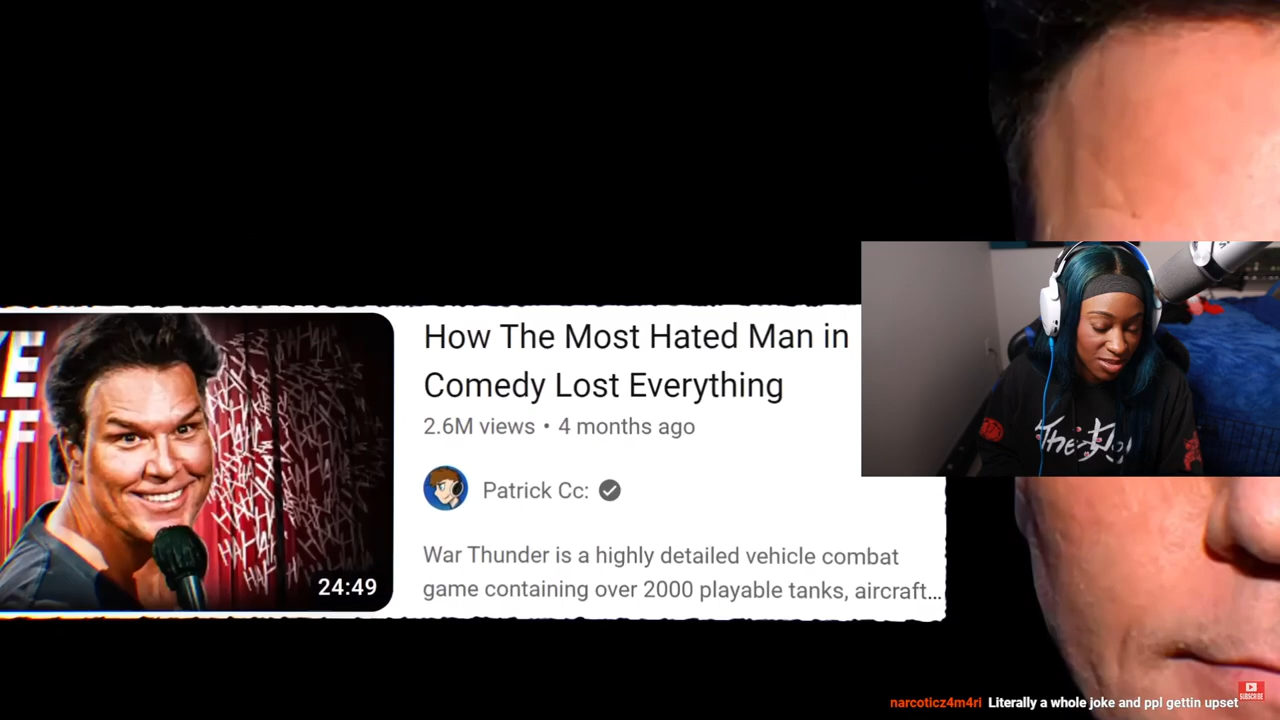 How The Most Hated Man in
Comedy Lost Everything
2.6M views • 4 months ago
Patrick Cc:
War Thunder is a highly detailed vehicle combat
game containing over 2000 playable tanks, aircraft...
24:49
narcoticz4m4ri Literally a whole joke and ppl gettin upset
SUBSCRIBE